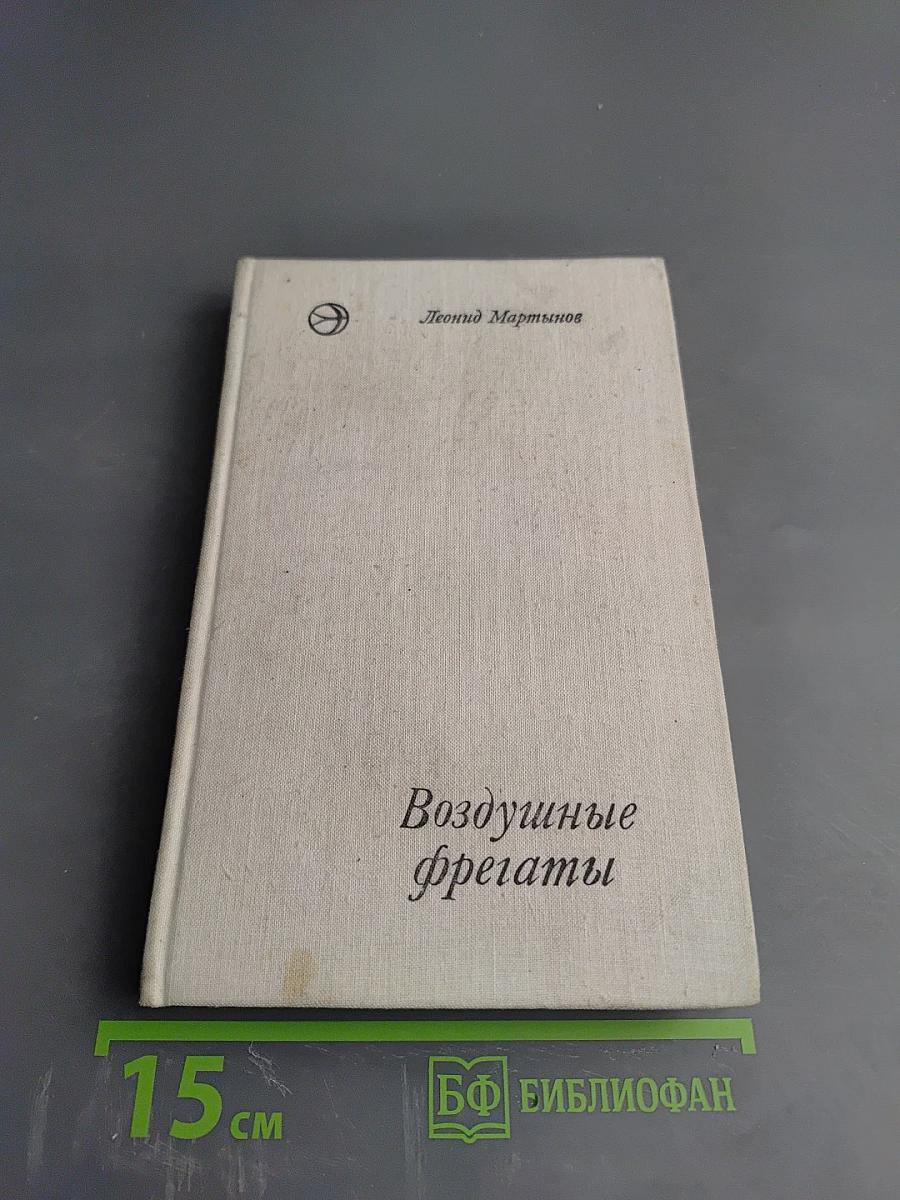 Леонид Мартынов
Воздушные
фрегаты
15 см
БФ БИБЛИОФАН